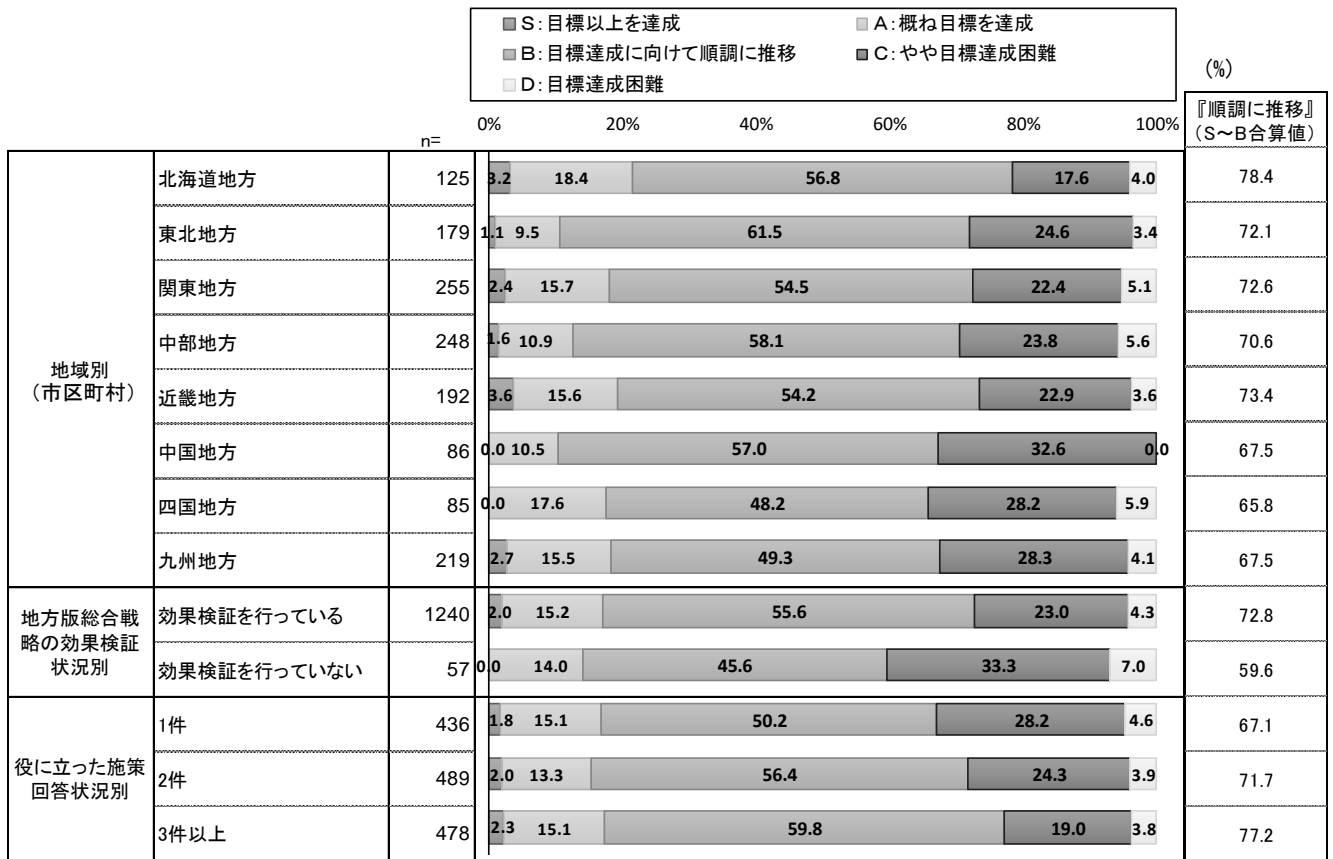 S:目標以上を達成 A:概ね目標を達成
B:目標達成に向けて順調に推移 C:やや目標達成困難
D:目標達成困難
(%)
『順調に推移』
(S～B合算値)
n= 0% 20% 40% 60% 80% 100%
地域別
(市区町村)
北海道地方 125 3.2 18.4 56.8 17.6 4.0 78.4
東北地方 179 1.1 9.5 61.5 24.6 3.4 72.1
関東地方 255 2.4 15.7 54.5 22.4 5.1 72.6
中部地方 248 1.6 10.9 58.1 23.8 5.6 70.6
近畿地方 192 3.6 15.6 54.2 22.9 3.6 73.4
中国地方 86 0.0 10.5 57.0 32.6 0.0 67.5
四国地方 85 0.0 17.6 48.2 28.2 5.9 65.8
九州地方 219 2.7 15.5 49.3 28.3 4.1 67.5
地方版総合戦
略の効果検証
状況別
効果検証を行っている 1240 2.0 15.2 55.6 23.0 4.3 72.8
効果検証を行っていない 57 0.0 14.0 45.6 33.3 7.0 59.6
役に立った施策
回答状況別
1件 436 1.8 15.1 50.2 28.2 4.6 67.1
2件 489 2.0 13.3 56.4 24.3 3.9 71.7
3件以上 478 2.3 15.1 59.8 19.0 3.8 77.2